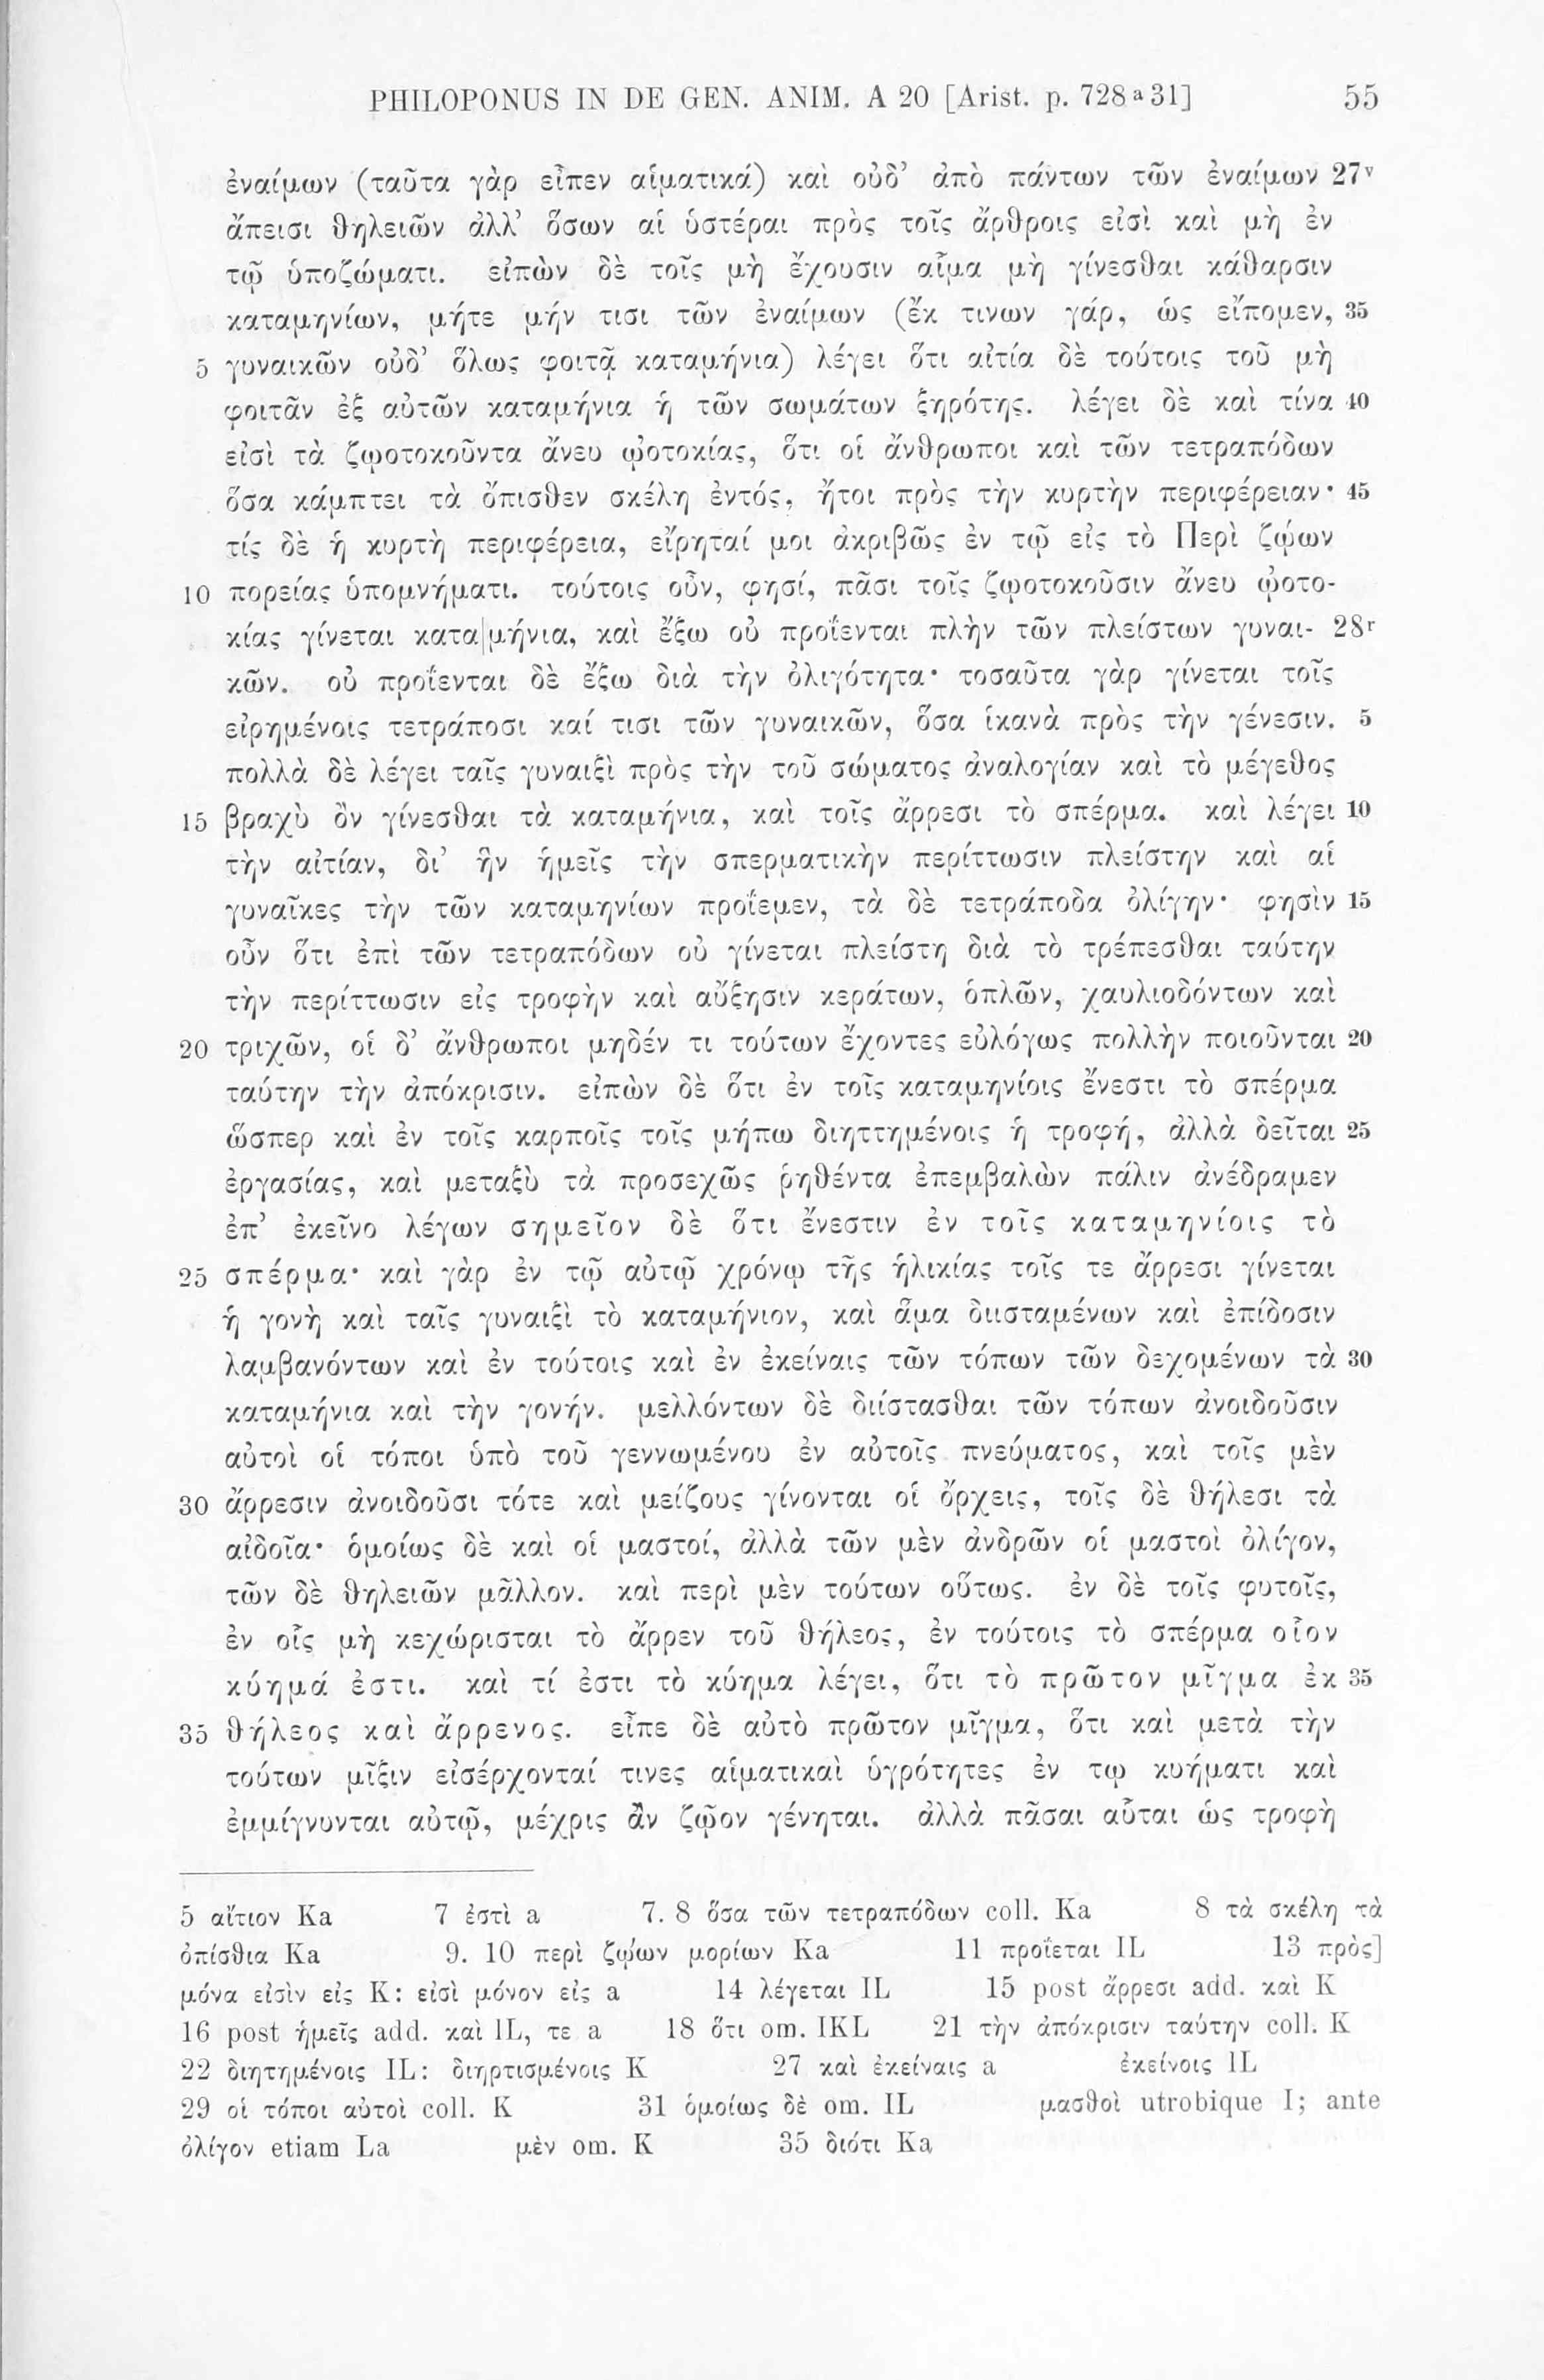 PHILOPONUS IN DE GEN. ANIM. A 20 [Arist. p. 728ᵃ31] 55
ἐναίμων (ταῦτα γὰρ εἶπεν αἱματικά) καὶ οὐδ’ ἀπὸ πάντων τῶν ἐναίμων 27ᵛ
ἄπεισι θηλειῶν ἀλλ’ ὅσων αἱ ὑστέραι πρὸς τοῖς ἄρθροις εἰσὶ καὶ μὴ ἐν
τῷ ὑποζώματι. εἰπὼν δὲ τοῖς μὴ ἔχουσιν αἷμα μὴ γίνεσθαι κάθαρσιν
καταμηνίων, μήτε μήν τισι τῶν ἐναίμων (ἔκ τινων γάρ, ὡς εἴπομεν, 35
5 γυναικῶν οὐδ’ ὅλως φοιτᾷ καταμήνια) λέγει ὅτι αἰτία δὲ τούτοις τοῦ μὴ
φοιτᾶν ἐξ αὐτῶν καταμήνια ἡ τῶν σωμάτων ξηρότης. λέγει δὲ καὶ τίνα 40
εἰσὶ τὰ ζῳοτοκοῦντα ἄνευ ᾠοτοκίας, ὅτι οἱ ἄνθρωποι καὶ τῶν τετραπόδων
ὅσα κάμπτει τὰ ὄπισθεν σκέλη ἐντός, ἤτοι πρὸς τὴν κυρτὴν περιφέρειαν· 45
τίς δὲ ἡ κυρτὴ περιφέρεια, εἴρηταί μοι ἀκριβῶς ἐν τῷ εἰς τὸ Περὶ ζῴων
10 πορείας ὑπομνήματι. τούτοις οὖν, φησί, πᾶσι τοῖς ζῳοτοκοῦσιν ἄνευ ᾠοτο-
κίας γίνεται κατα|μήνια, καὶ ἔξω οὐ προΐενται πλὴν τῶν πλείστων γυναι- 28ʳ
κῶν. οὐ προΐενται δὲ ἔξω διὰ τὴν ὀλιγότητα· τοσαῦτα γὰρ γίνεται τοῖς
εἰρημένοις τετράποσι καί τισι τῶν γυναικῶν, ὅσα ἱκανὰ πρὸς τὴν γένεσιν. 5
πολλὰ δὲ λέγει ταῖς γυναιξὶ πρὸς τὴν τοῦ σώματος ἀναλογίαν καὶ τὸ μέγεθος
15 βραχὺ ὂν γίνεσθαι τὰ καταμήνια, καὶ τοῖς ἄρρεσι τὸ σπέρμα. καὶ λέγει 10
τὴν αἰτίαν, δι’ ἣν ἡμεῖς τὴν σπερματικὴν περίττωσιν πλείστην καὶ αἱ
γυναῖκες τὴν τῶν καταμηνίων προΐεμεν, τὰ δὲ τετράποδα ὀλίγην· φησὶν 15
οὖν ὅτι ἐπὶ τῶν τετραπόδων οὐ γίνεται πλείστη διὰ τὸ τρέπεσθαι ταύτην
τὴν περίττωσιν εἰς τροφὴν καὶ αὔξησιν κεράτων, ὁπλῶν, χαυλιοδόντων καὶ
20 τριχῶν, οἱ δ’ ἄνθρωποι μηδέν τι τούτων ἔχοντες εὐλόγως πολλὴν ποιοῦνται 20
ταύτην τὴν ἀπόκρισιν. εἰπὼν δὲ ὅτι ἐν τοῖς καταμηνίοις ἔνεστι τὸ σπέρμα
ὥσπερ καὶ ἐν τοῖς καρποῖς τοῖς μήπω διηττημένοις ἡ τροφή, ἀλλὰ δεῖται 25
ἐργασίας, καὶ μεταξὺ τὰ προσεχῶς ῥηθέντα ἐπεμβαλὼν πάλιν ἀνέδραμεν
ἐπ’ ἐκεῖνο λέγων σημεῖον δὲ ὅτι ἔνεστιν ἐν τοῖς καταμηνίοις τὸ
25 σπέρμα· καὶ γὰρ ἐν τῷ αὐτῷ χρόνῳ τῆς ἡλικίας τοῖς τε ἄρρεσι γίνεται
ἡ γονὴ καὶ ταῖς γυναιξὶ τὸ καταμήνιον, καὶ ἅμα διισταμένων καὶ ἐπίδοσιν
λαμβανόντων καὶ ἐν τούτοις καὶ ἐν ἐκείναις τῶν τόπων τῶν δεχομένων τὰ 30
καταμήνια καὶ τὴν γονήν. μελλόντων δὲ διίστασθαι τῶν τόπων ἀνοιδοῦσιν
αὐτοὶ οἱ τόποι ὑπὸ τοῦ γεννωμένου ἐν αὐτοῖς πνεύματος, καὶ τοῖς μὲν
30 ἄρρεσιν ἀνοιδοῦσι τότε καὶ μείζους γίνονται οἱ ὄρχεις, τοῖς δὲ θήλεσι τὰ
αἰδοῖα· ὁμοίως δὲ καὶ οἱ μαστοί, ἀλλὰ τῶν μὲν ἀνδρῶν οἱ μαστοὶ ὀλίγον,
τῶν δὲ θηλειῶν μᾶλλον. καὶ περὶ μὲν τούτων οὕτως. ἐν δὲ τοῖς φυτοῖς,
ἐν οἷς μὴ κεχώρισται τὸ ἄρρεν τοῦ θήλεος, ἐν τούτοις τὸ σπέρμα οἷον
κύημά ἐστι. καὶ τί ἐστι τὸ κύημα λέγει, ὅτι τὸ πρῶτον μῖγμα ἐκ 35
35 θήλεος καὶ ἄρρενος. εἶπε δὲ αὐτὸ πρῶτον μῖγμα, ὅτι καὶ μετὰ τὴν
τούτων μῖξιν εἰσέρχονταί τινες αἱματικαὶ ὑγρότητες ἐν τῳ κυήματι καὶ
ἐμμίγνυνται αὐτῷ, μέχρις ἂν ζῷον γένηται. ἀλλὰ πᾶσαι αὗται ὡς τροφὴ
5 αἴτιον Ka 7 ἐστὶ a 7. 8 ὅσα τῶν τετραπόδων coll. Ka 8 τὰ σκέλη τὰ
ὀπίσθια Ka 9. 10 περὶ ζῴων μορίων Ka 11 προΐεται IL 13 πρὸς]
μόνα εἰσὶν εἰς K: εἰσὶ μόνον εἰς a 14 λέγεται IL 15 post ἄρρεσι add. καὶ K
16 post ἡμεῖς add. καὶ IL, τε a 18 ὅτι om. IKL 21 τὴν ἀπόκρισιν ταύτην coll. K
22 διητημένοις IL: διηρτισμένοις K 27 καὶ ἐκείναις a ἐκείνοις IL
29 οἱ τόποι αὐτοὶ coll. K 31 ὁμοίως δὲ om. IL μασθοὶ utrobique I; ante
ὀλίγον etiam La μὲν om. K 35 διότι Ka